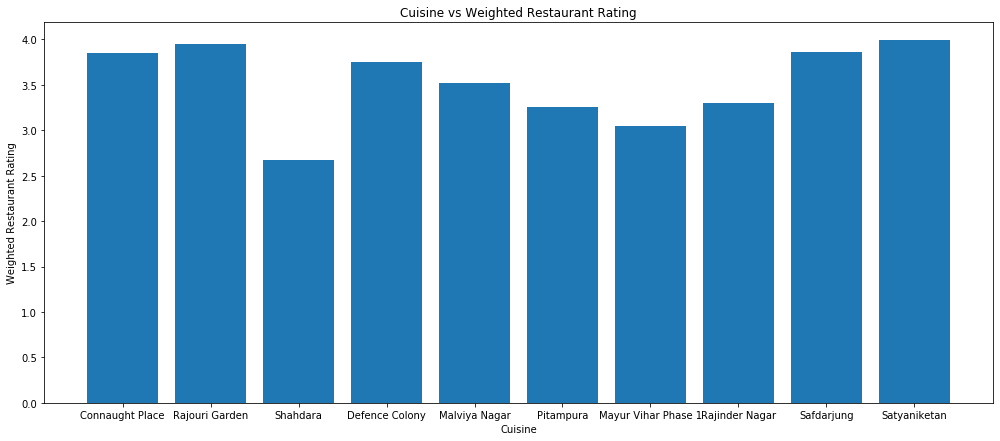 Cuisine vs Weighted Restaurant Rating
Weighted Restaurant Rating
4.0
3.5
3.0
2.5
2.0
1.5
1.0
0.5
0.0
Connaught Place Rajouri Garden Shahdara Defence Colony Malviya Nagar Pitampura Mayur Vihar Phase 1 Rajinder Nagar Safdarjung Satyaniketan
Cuisine